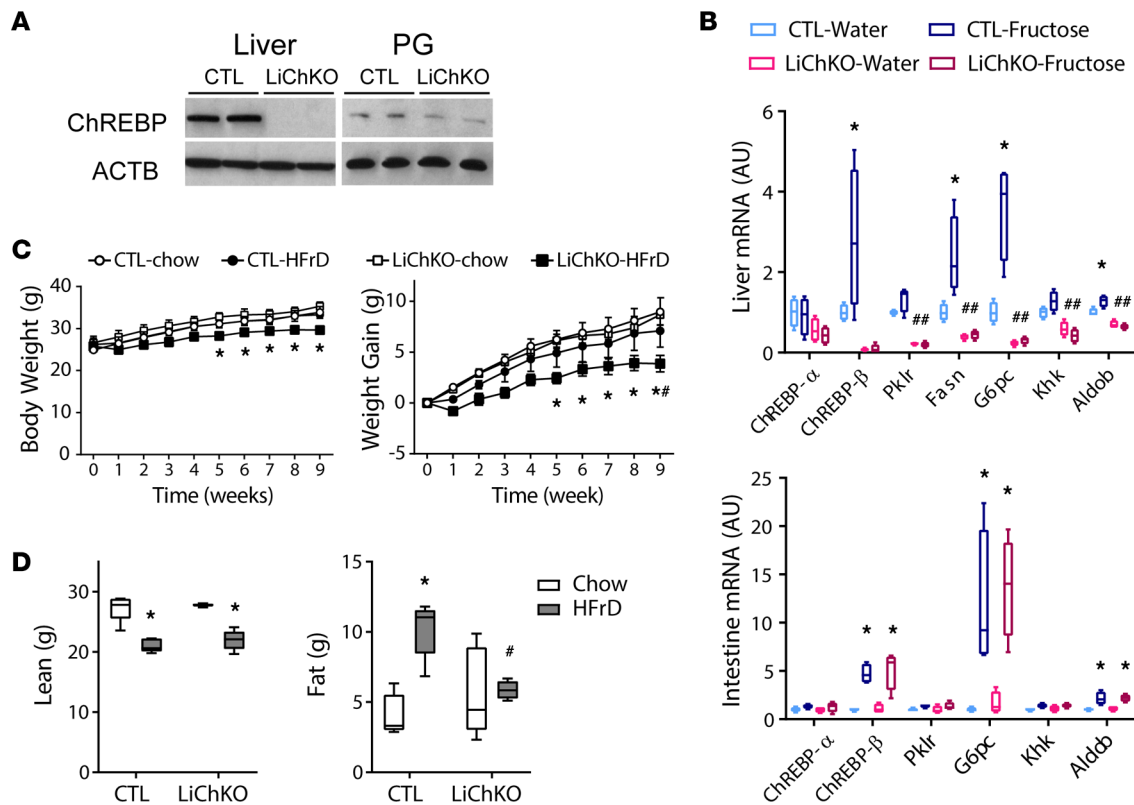 A
Liver PG
CTL LiChKO CTL LiChKO
ChREBP
ACTB
B
CTL-Water CTL-Fructose
LiChKO-Water LiChKO-Fructose
Liver mRNA (AU)
6
4
2
0
*
*
*
*
##
##
##
##
##
ChREBP-α ChREBP-β Pklr Fasn G6pc Khk Aldob
Intestine mRNA (AU)
25
20
15
10
5
0
* *
* *
* *
ChREBP-α ChREBP-β Pklr G6pc Khk Aldob
C
CTL-chow CTL-HFrD LiChKO-chow LiChKO-HFrD
Body Weight (g)
40
30
20
10
0
* * * * *
0 1 2 3 4 5 6 7 8 9
Time (weeks)
Weight Gain (g)
10
5
0
-5
* * * * *#
0 1 2 3 4 5 6 7 8 9
Time (week)
D
Lean (g)
30
20
10
0
* *
CTL LiChKO
Fat (g)
15
10
5
0
* #
CTL LiChKO
Chow
HFrD